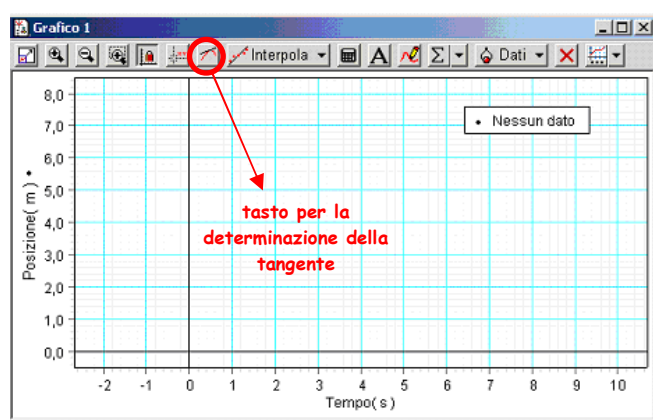 Grafico 1
Interpola
A
Σ
Dati
8,0
7,0
6,0
5,0
4,0
3,0
2,0
1,0
0,0
Posizione( m ) •
• Nessun dato
tasto per la
determinazione della
tangente
-2 -1 0 1 2 3 4 5 6 7 8 9 10
Tempo( s )